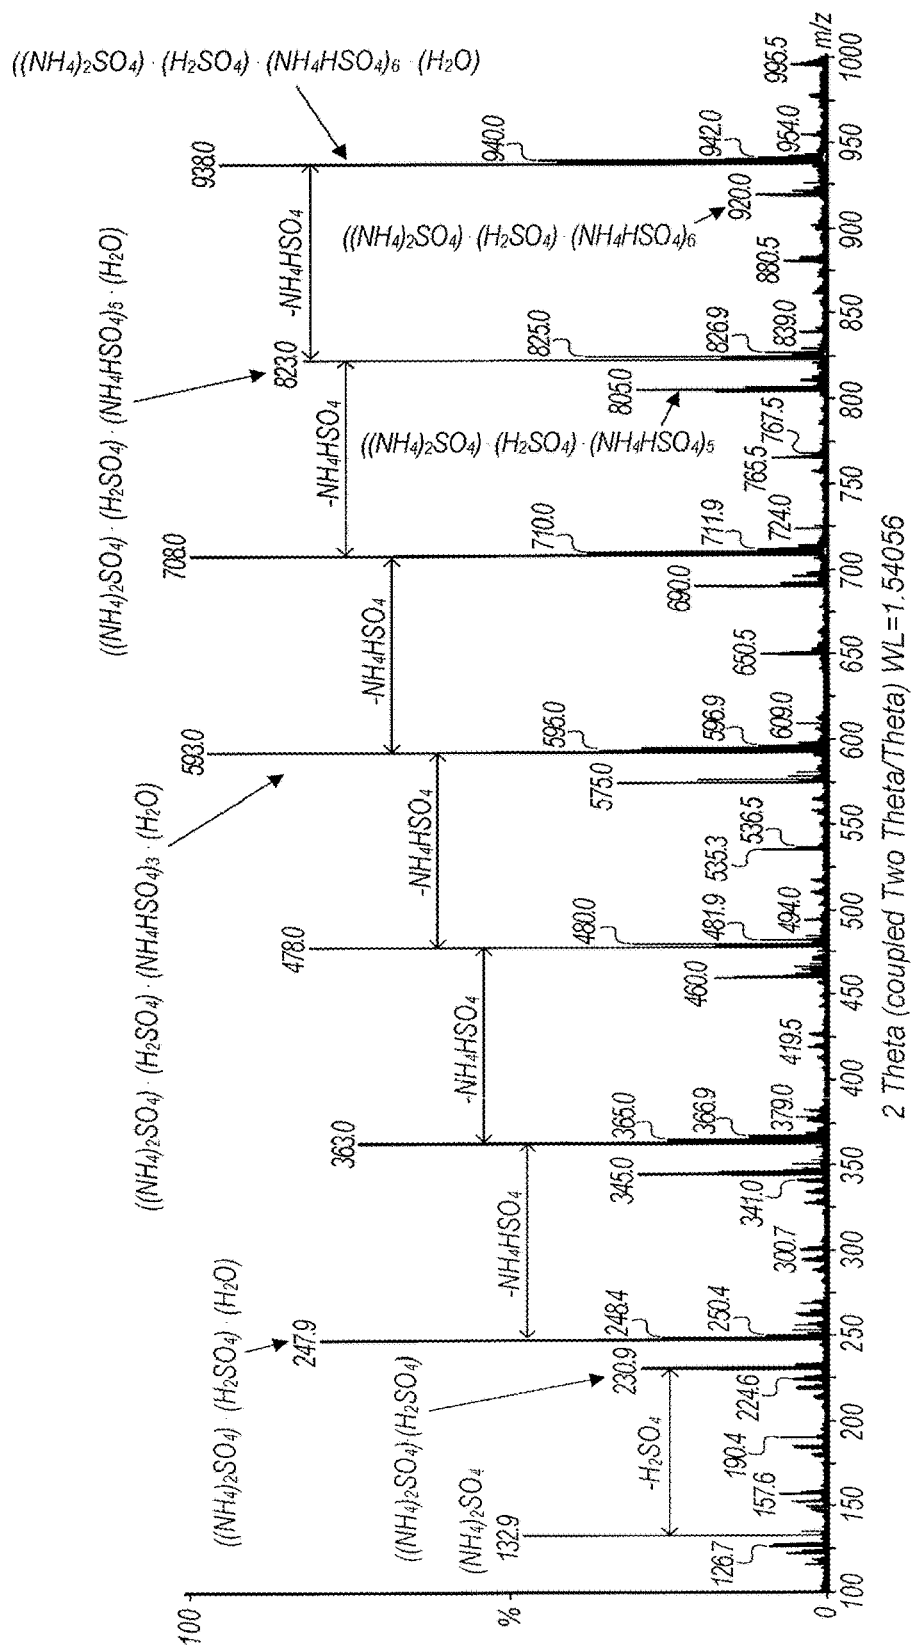 100
%
0
((NH4)2SO4) · (H2SO4) · (H2O)
((NH4)2SO4)·(H2SO4)
(NH4)2SO4
132.9
126.7
157.6
190.4
224.6
-H2SO4
230.9
247.9
248.4
250.4
300.7
341.0
345.0
-NH4HSO4
363.0
365.0
366.9
379.0
419.5
460.0
-NH4HSO4
478.0
480.0
481.9
494.0
535.3
536.5
575.0
-NH4HSO4
((NH4)2SO4) · (H2SO4) · (NH4HSO4)3 · (H2O)
593.0
595.0
596.9
609.0
650.5
690.0
-NH4HSO4
708.0
710.0
711.9
724.0
765.5
767.5
805.0
((NH4)2SO4) · (H2SO4) · (NH4HSO4)5
-NH4HSO4
((NH4)2SO4) · (H2SO4) · (NH4HSO4)5 · (H2O)
823.0
825.0
826.9
839.0
880.5
920.0
((NH4)2SO4) · (H2SO4) · (NH4HSO4)6
-NH4HSO4
((NH4)2SO4) · (H2SO4) · (NH4HSO4)6 · (H2O)
938.0
940.0
942.0
954.0
995.5
m/z
100 150 200 250 300 350 400 450 500 550 600 650 700 750 800 850 900 950 1000
2 Theta (coupled Two Theta/Theta) WL=1.54056